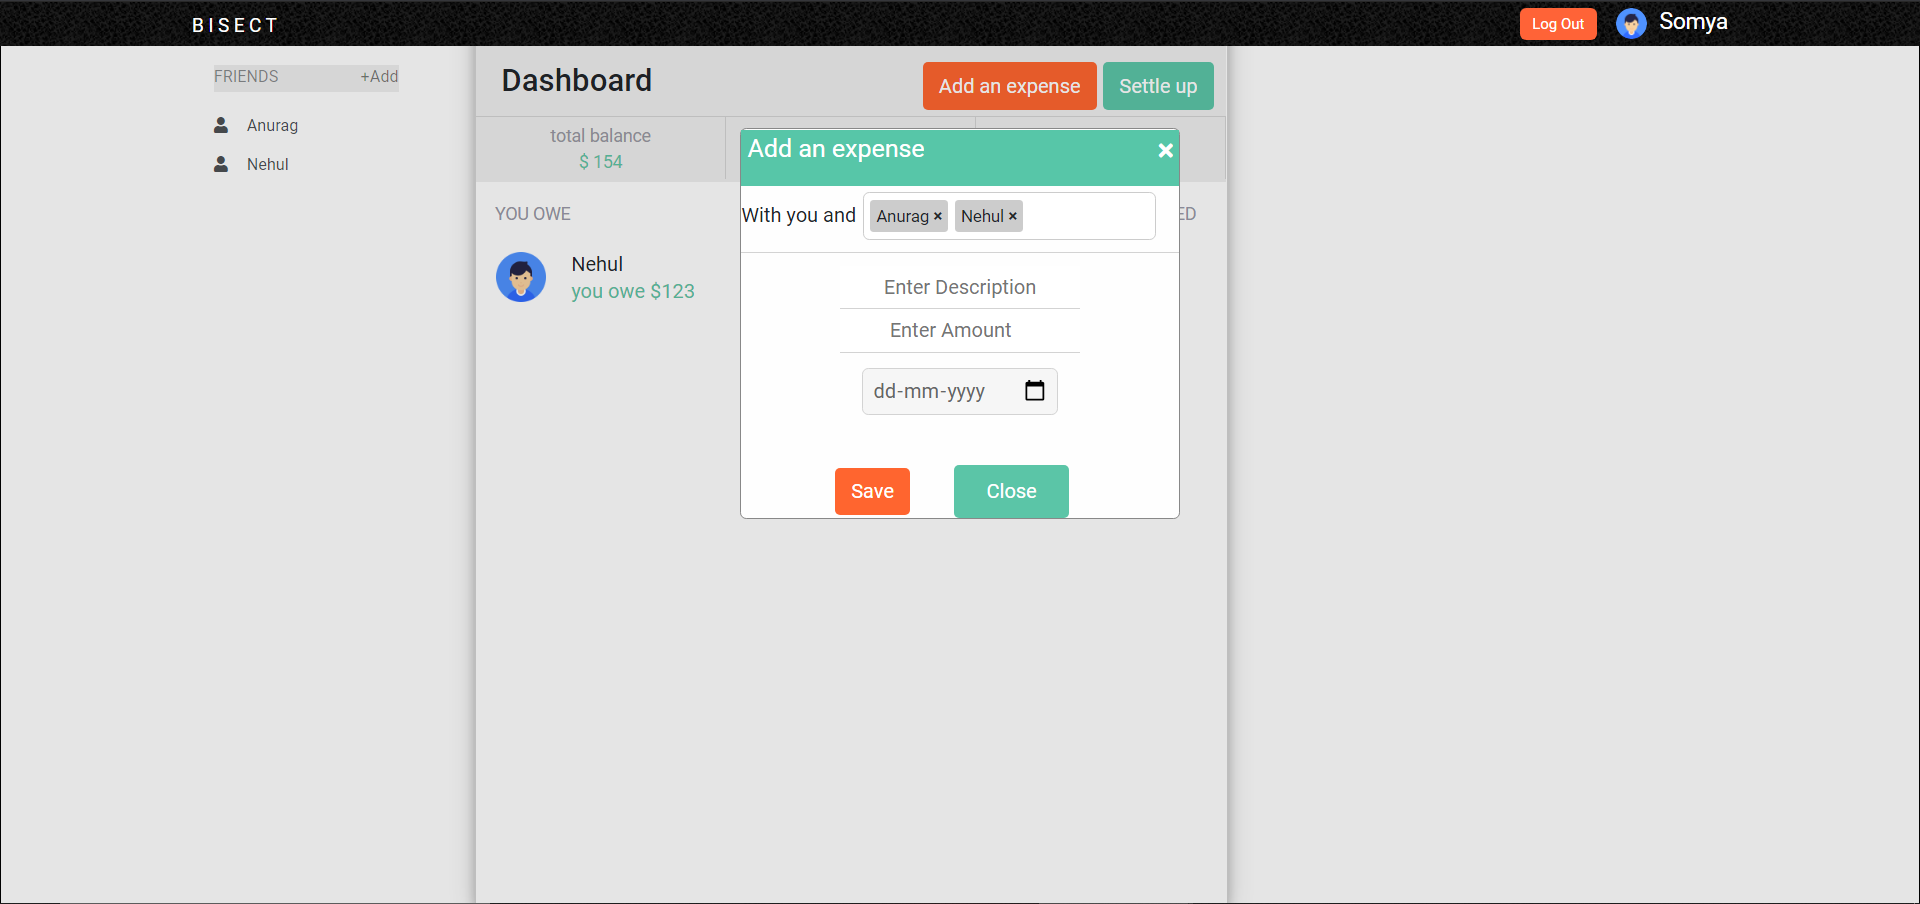 BISECT
Log Out
Somya
FRIENDS +Add
Anurag
Nehul
Dashboard
Add an expense
Settle up
total balance
$ 154
YOU OWE
ED
Nehul
you owe $123
Add an expense ×
With you and Anurag × Nehul ×
Enter Description
Enter Amount
dd-mm-yyyy
Save
Close